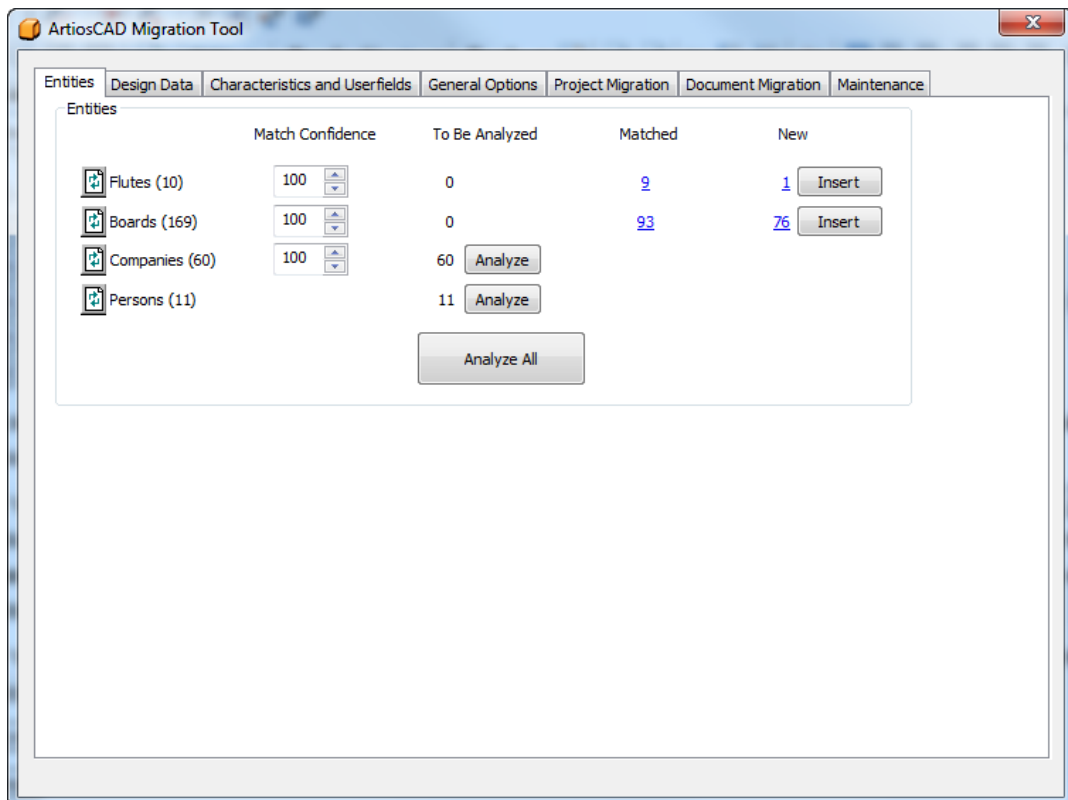 ArtiosCAD Migration Tool
Entities Design Data Characteristics and Userfields General Options Project Migration Document Migration Maintenance
Entities
Match Confidence To Be Analyzed Matched New
Flutes (10) 100 0 9 1 Insert
Boards (169) 100 0 93 76 Insert
Companies (60) 100 60 Analyze
Persons (11) 11 Analyze
Analyze All